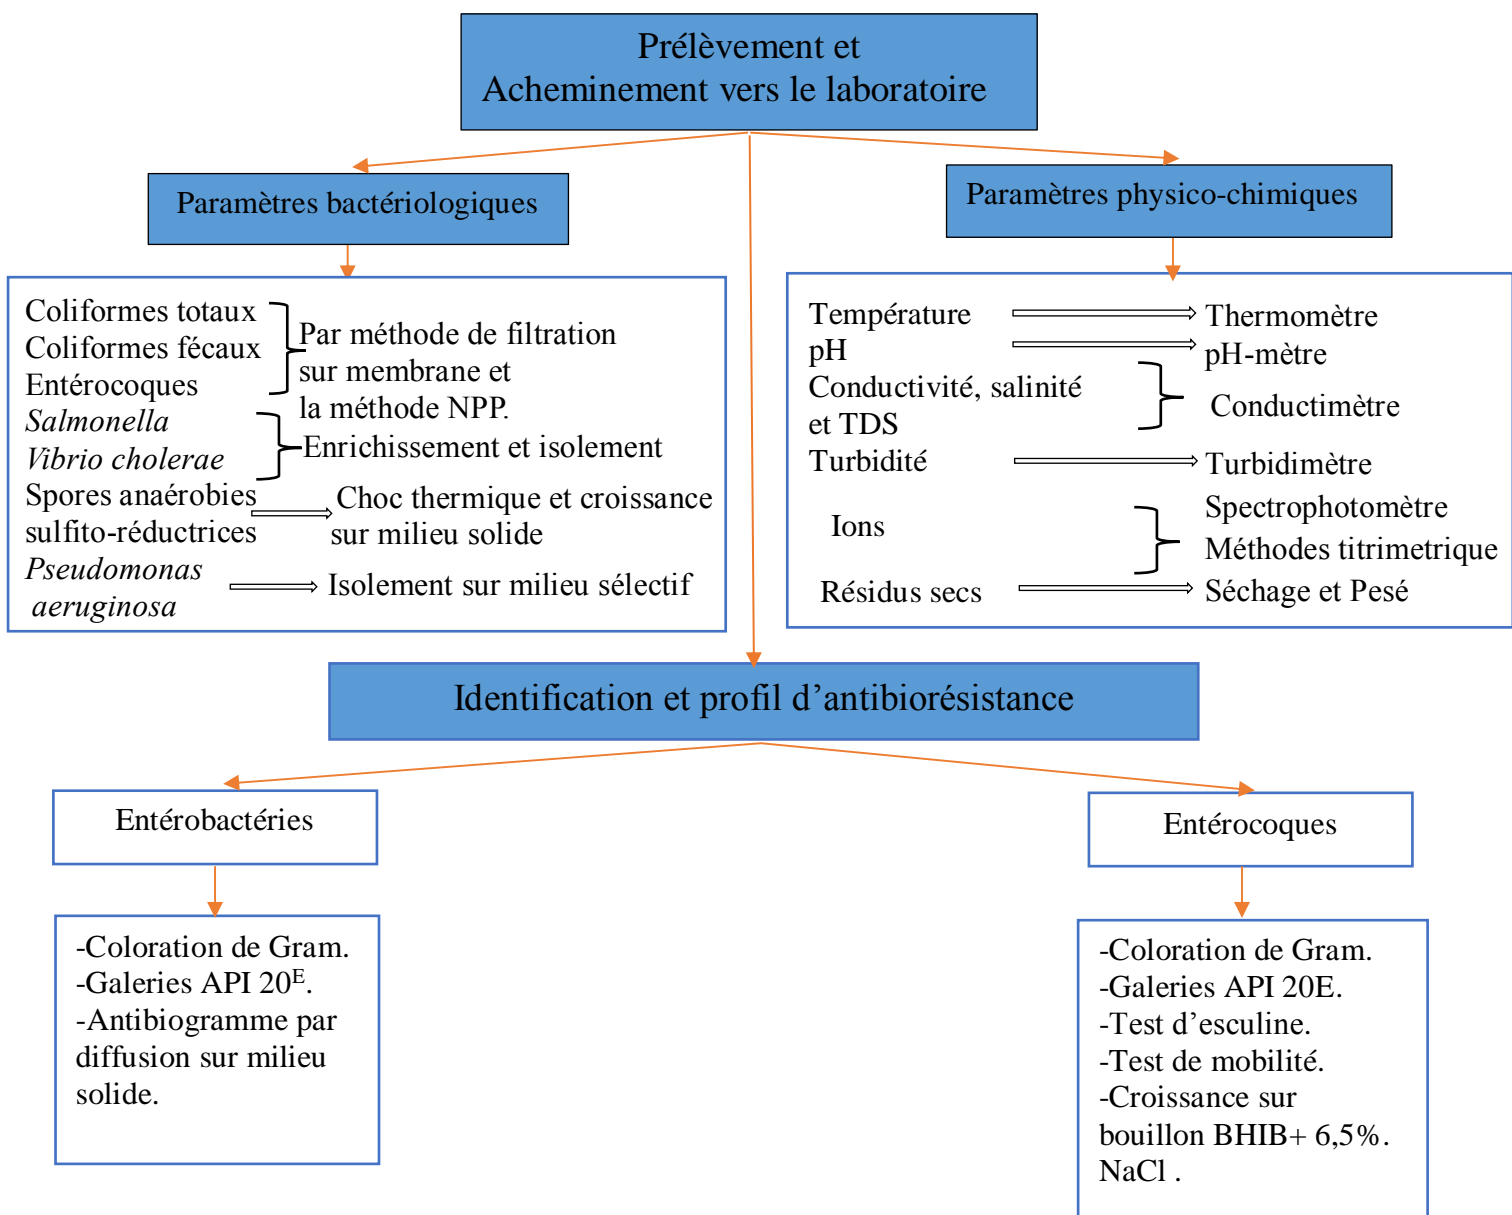 Prélèvement et
Acheminement vers le laboratoire
Paramètres bactériologiques
Paramètres physico-chimiques
Coliformes totaux
Coliformes fécaux
Entérocoques
Par méthode de filtration
sur membrane et
la méthode NPP.
Salmonella
Vibrio cholerae
Enrichissement et isolement
Spores anaérobies
sulfito-réductrices
Choc thermique et croissance
sur milieu solide
Pseudomonas
aeruginosa
Isolement sur milieu sélectif
Température
Thermomètre
pH
pH-mètre
Conductivité, salinité
et TDS
Conductimètre
Turbidité
Turbidimètre
Ions
Spectrophotomètre
Méthodes titrimetrique
Résidus secs
Séchage et Pesé
Identification et profil d’antibiorésistance
Entérobactéries
-Coloration de Gram.
-Galeries API 20ᴱ.
-Antibiogramme par
diffusion sur milieu
solide.
Entérocoques
-Coloration de Gram.
-Galeries API 20E.
-Test d’esculine.
-Test de mobilité.
-Croissance sur
bouillon BHIB+ 6,5%.
NaCl .